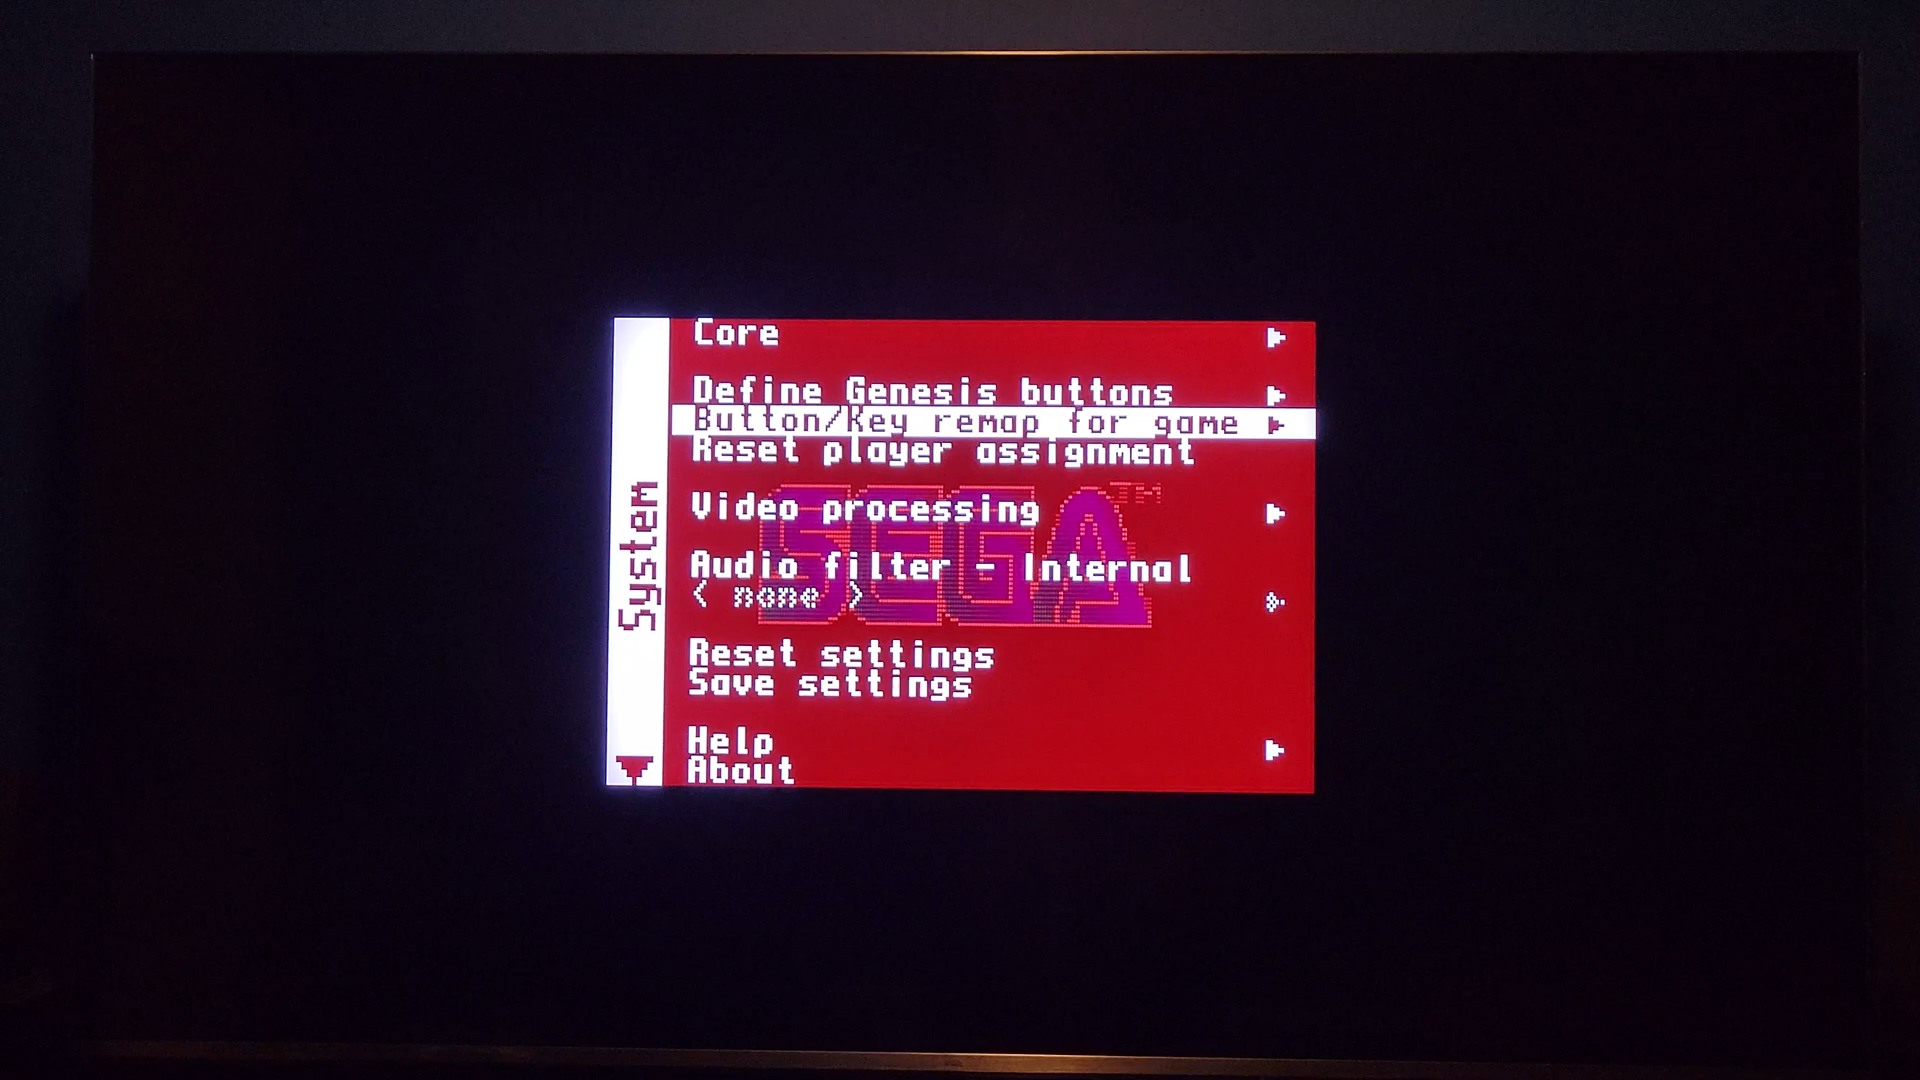 System
Core
Define Genesis buttons
Button/Key remap for game
Reset player assignment
Video processing
Audio filter - Internal
< none >
Reset settings
Save settings
Help
About
SEGA™